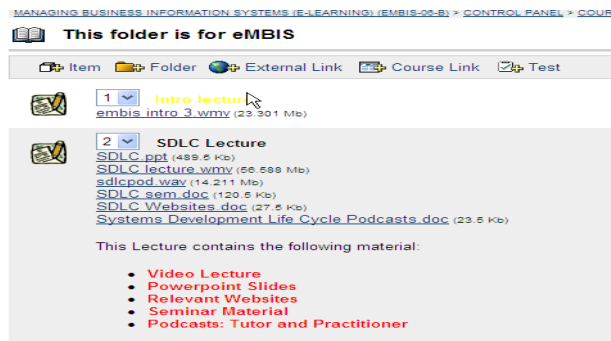 MANAGING BUSINESS INFORMATION SYSTEMS (E-LEARNING) (EMBIS-06-B) > CONTROL PANEL > COUR
This folder is for eMBIS
Item Folder External Link Course Link Test
1 Intro lecture
embis intro 3.wmv (23.301 Mb)
2 SDLC Lecture
SDLC.ppt (489.5 Kb)
SDLC lecture.wmv (56.588 Mb)
sdlcpod.wav (14.211 Mb)
SDLC sem.doc (120.5 Kb)
SDLC Websites.doc (27.5 Kb)
Systems Development Life Cycle Podcasts.doc (23.5 Kb)
This Lecture contains the following material:
• Video Lecture
• Powerpoint Slides
• Relevant Websites
• Seminar Material
• Podcasts: Tutor and Practitioner